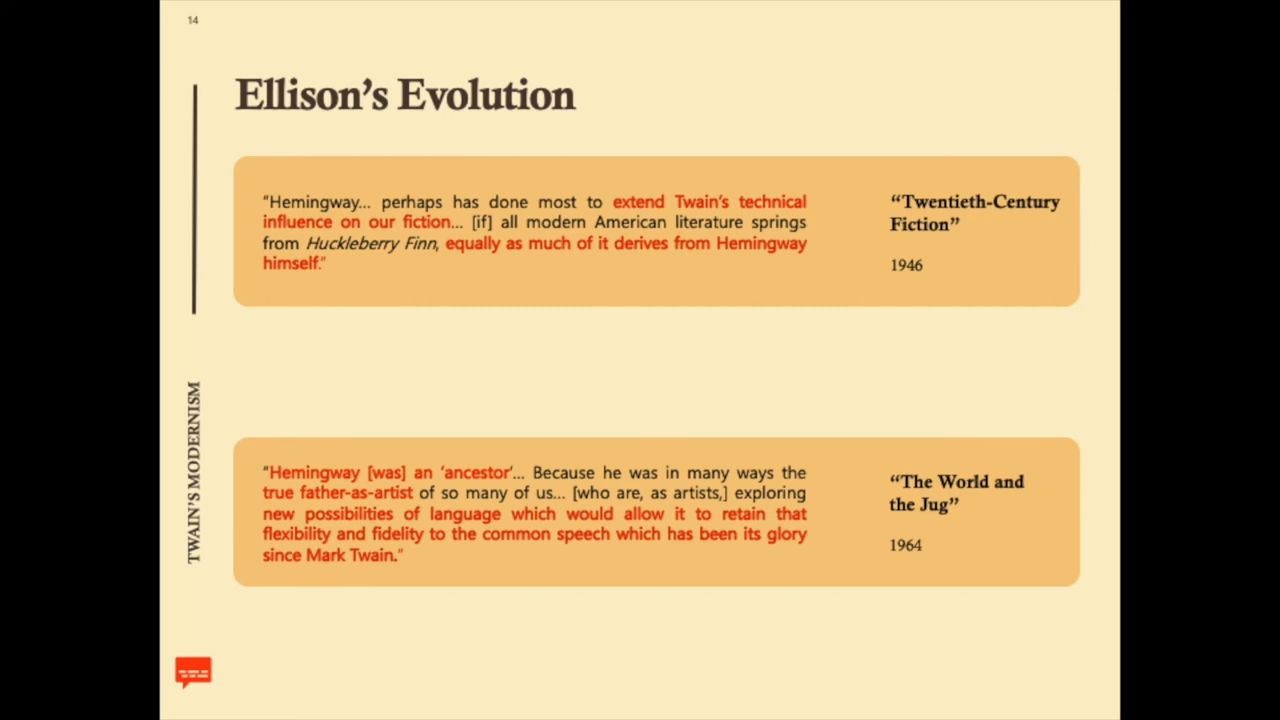 14
Ellison’s Evolution
“Hemingway... perhaps has done most to extend Twain’s technical
influence on our fiction... [if] all modern American literature springs
from Huckleberry Finn, equally as much of it derives from Hemingway
himself.”
“Twentieth-Century
Fiction”
1946
“Hemingway [was] an ‘ancestor’... Because he was in many ways the
true father-as-artist of so many of us... [who are, as artists,] exploring
new possibilities of language which would allow it to retain that
flexibility and fidelity to the common speech which has been its glory
since Mark Twain.”
“The World and
the Jug”
1964
TWAIN’S MODERNISM